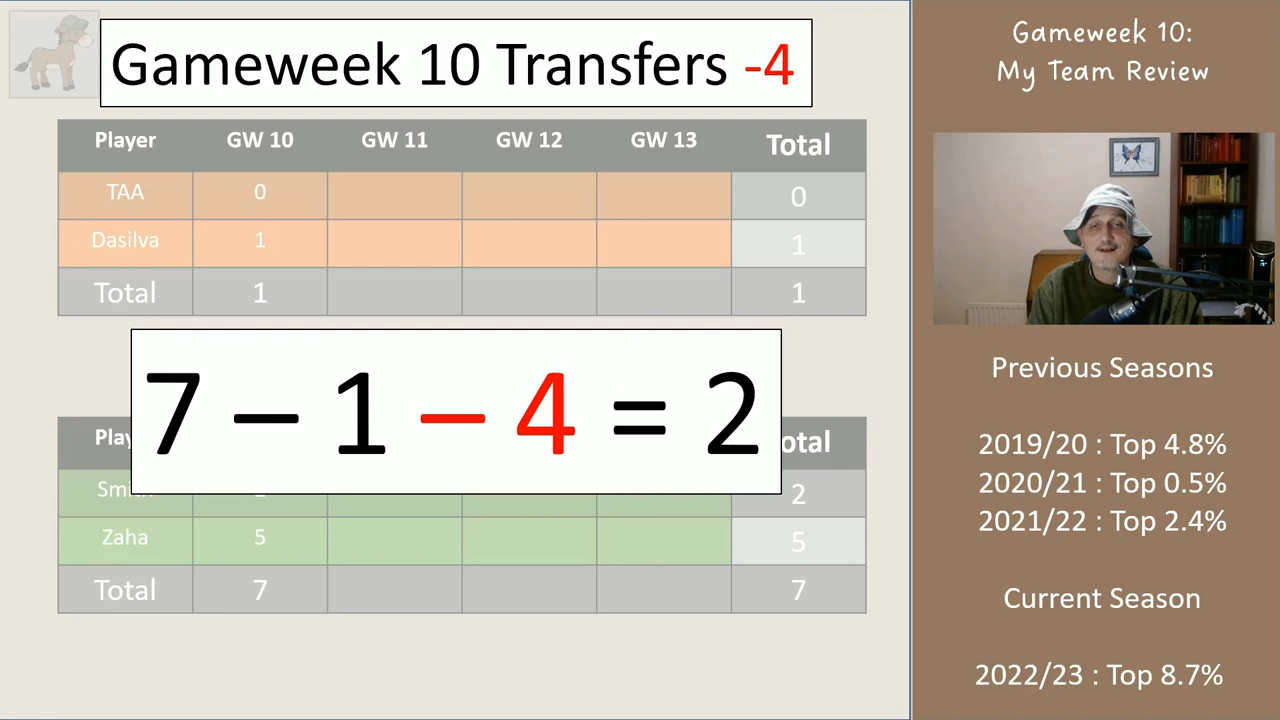 Gameweek 10 Transfers -4
Player GW 10 GW 11 GW 12 GW 13 Total
TAA 0 0
Dasilva 1 1
Total 1 1
7 – 1 – 4 = 2
2
Zaha 5 5
Total 7 7
Gameweek 10:
My Team Review
Previous Seasons
2019/20 : Top 4.8%
2020/21 : Top 0.5%
2021/22 : Top 2.4%
Current Season
2022/23 : Top 8.7%